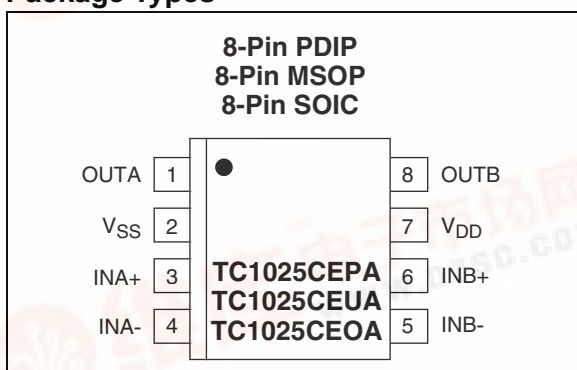 Package Types
8-Pin PDIP
8-Pin MSOP
8-Pin SOIC
OUTA 1 8 OUTB
VSS 2 7 VDD
INA+ 3 TC1025CEPA 6 INB+
TC1025CEUA
INA- 4 TC1025CEOA 5 INB-